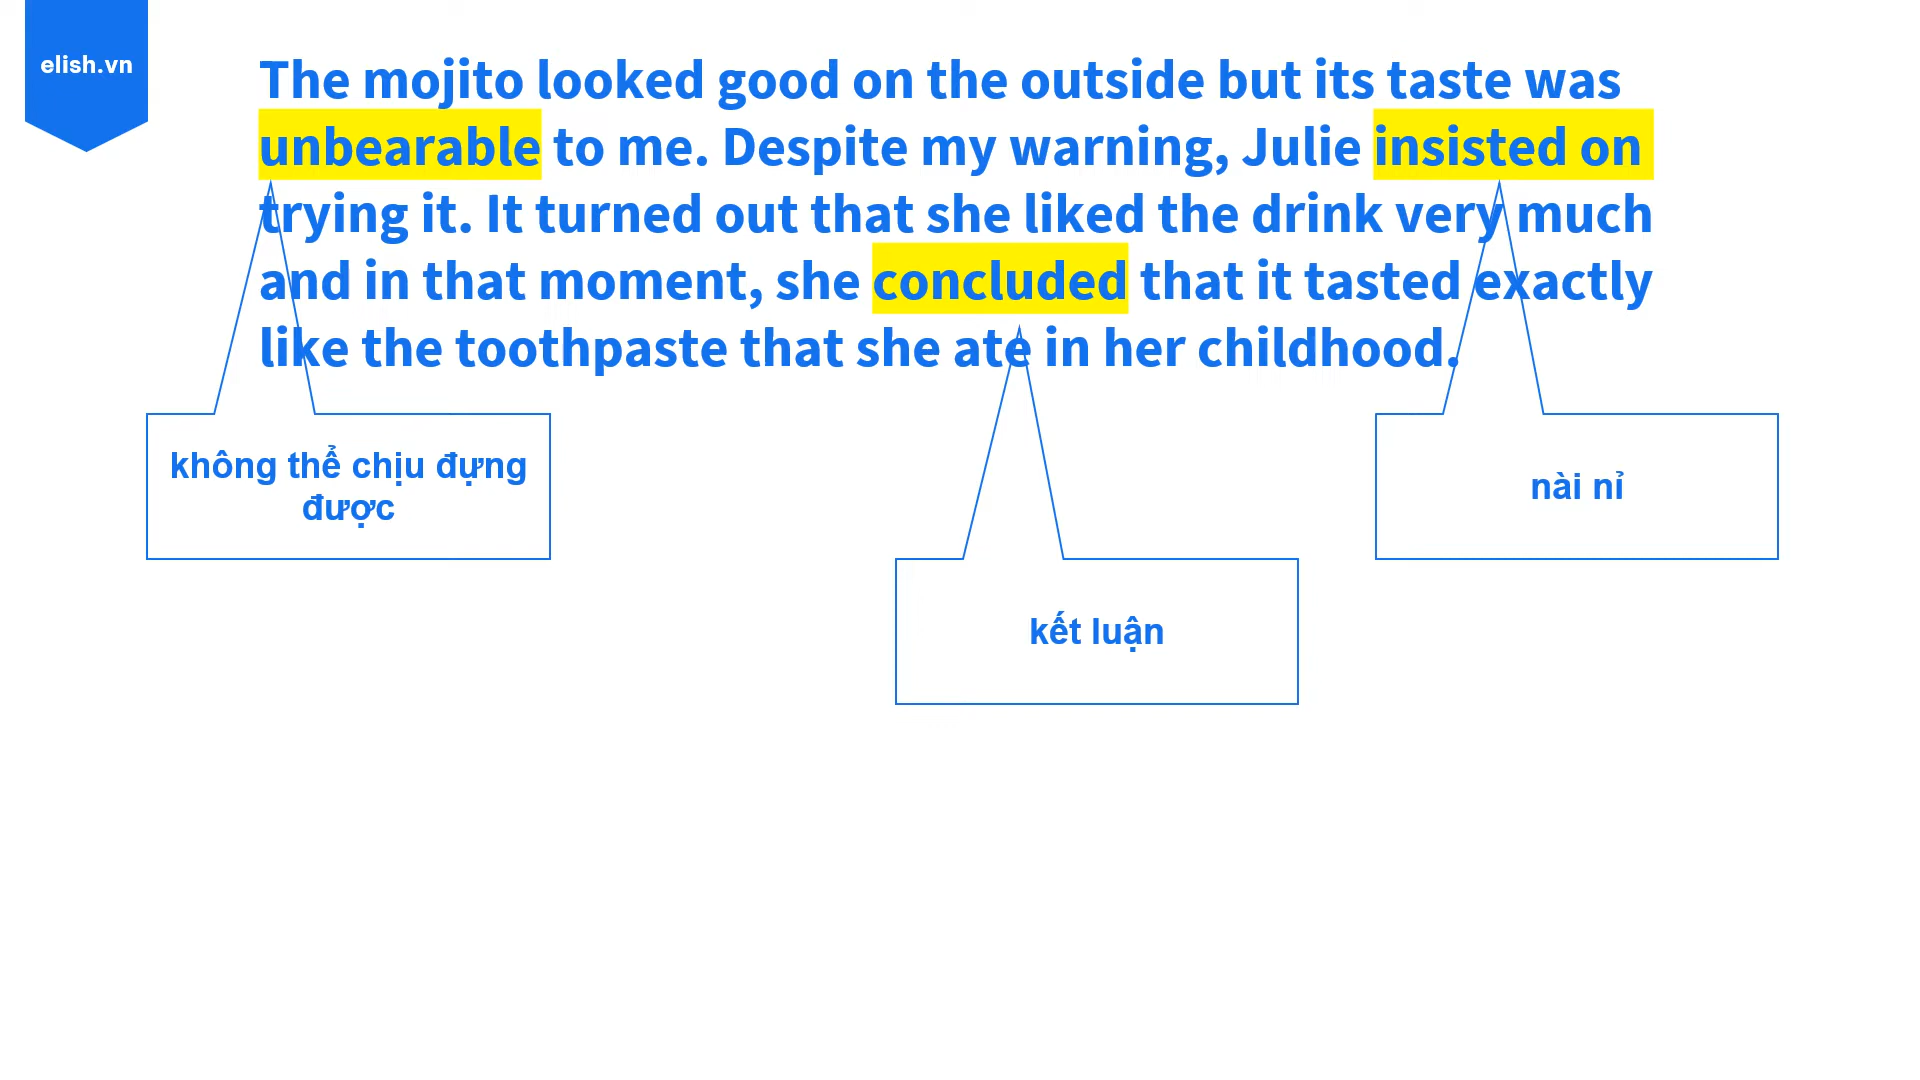 elish.vn
The mojito looked good on the outside but its taste was
unbearable to me. Despite my warning, Julie insisted on
trying it. It turned out that she liked the drink very much
and in that moment, she concluded that it tasted exactly
like the toothpaste that she ate in her childhood.
không thể chịu đựng
được
nài nỉ
kết luận